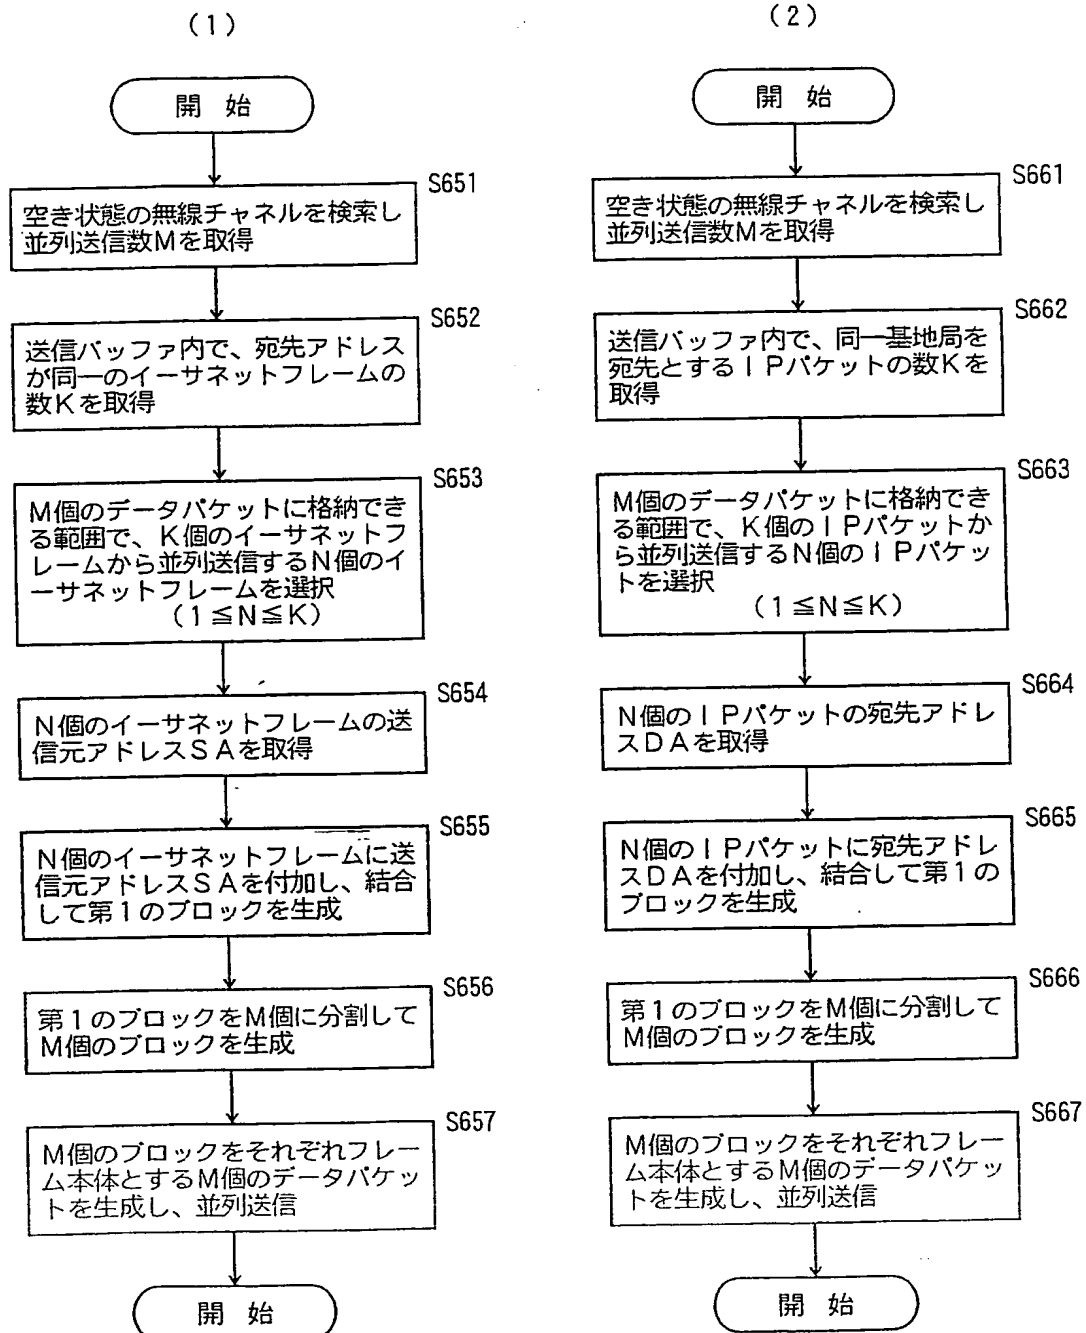 (1)
開 始
S651
空き状態の無線チャネルを検索し
並列送信数Mを取得
S652
送信バッファ内で、宛先アドレス
が同一のイーサネットフレームの
数Kを取得
S653
M個のデータパケットに格納でき
る範囲で、K個のイーサネットフ
レームから並列送信するN個のイ
ーサネットフレームを選択
(1≦N≦K)
S654
N個のイーサネットフレームの送
信元アドレスSAを取得
S655
N個のイーサネットフレームに送
信元アドレスSAを付加し、結合
して第1のブロックを生成
S656
第1のブロックをM個に分割して
M個のブロックを生成
S657
M個のブロックをそれぞれフレー
ム本体とするM個のデータパケッ
トを生成し、並列送信
開 始
(2)
開 始
S661
空き状態の無線チャネルを検索し
並列送信数Mを取得
S662
送信バッファ内で、同一基地局を
宛先とするIPパケットの数Kを
取得
S663
M個のデータパケットに格納でき
る範囲で、K個のIPパケットか
ら並列送信するN個のIPパケッ
トを選択
(1≦N≦K)
S664
N個のIPパケットの宛先アドレ
スDAを取得
S665
N個のIPパケットに宛先アドレ
スDAを付加し、結合して第1の
ブロックを生成
S666
第1のブロックをM個に分割して
M個のブロックを生成
S667
M個のブロックをそれぞれフレー
ム本体とするM個のデータパケッ
トを生成し、並列送信
開 始